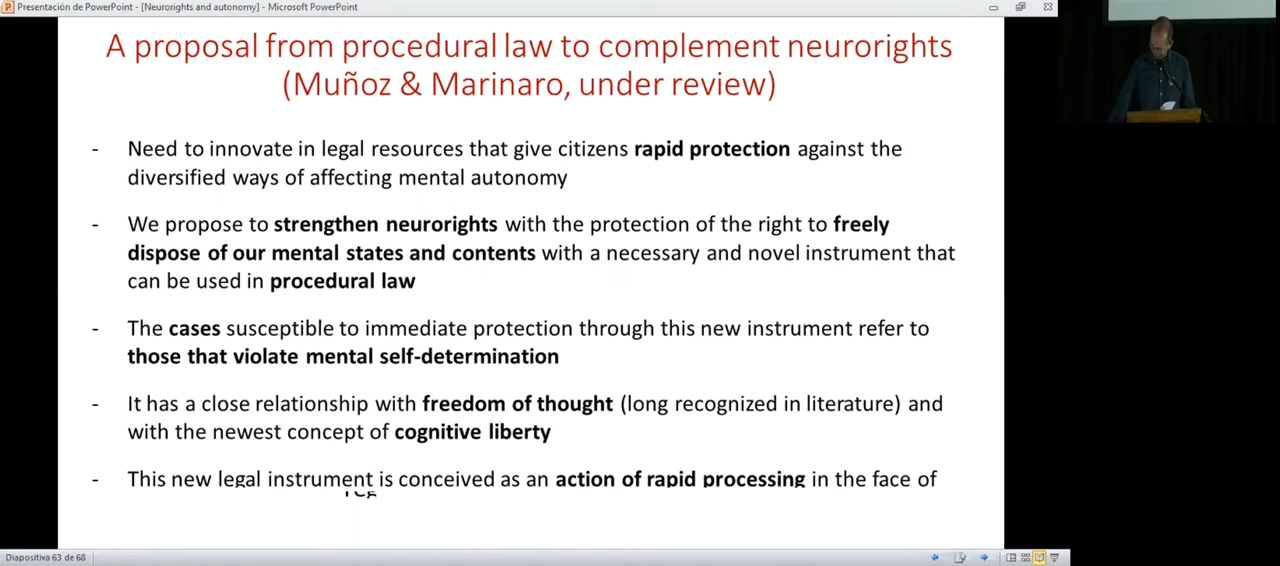 Presentación de PowerPoint - [Neurorights and autonomy] - Microsoft PowerPoint
A proposal from procedural law to complement neurorights
(Muñoz & Marinaro, under review)
- Need to innovate in legal resources that give citizens rapid protection against the
diversified ways of affecting mental autonomy
- We propose to strengthen neurorights with the protection of the right to freely
dispose of our mental states and contents with a necessary and novel instrument that
can be used in procedural law
- The cases susceptible to immediate protection through this new instrument refer to
those that violate mental self-determination
- It has a close relationship with freedom of thought (long recognized in literature) and
with the newest concept of cognitive liberty
- This new legal instrument is conceived as an action of rapid processing in the face of
Diapositiva 63 de 68